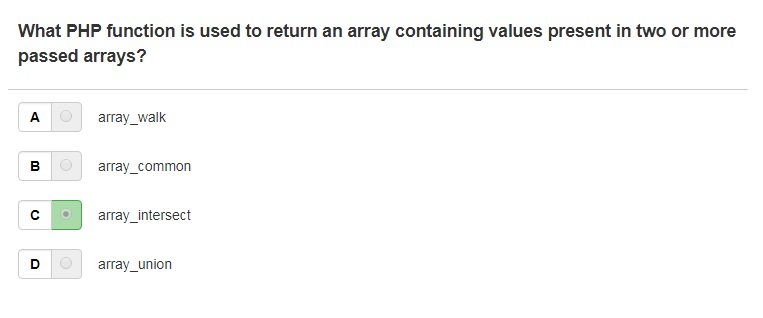 What PHP function is used to return an array containing values present in two or more
passed arrays?
A array_walk
B array_common
C array_intersect
D array_union